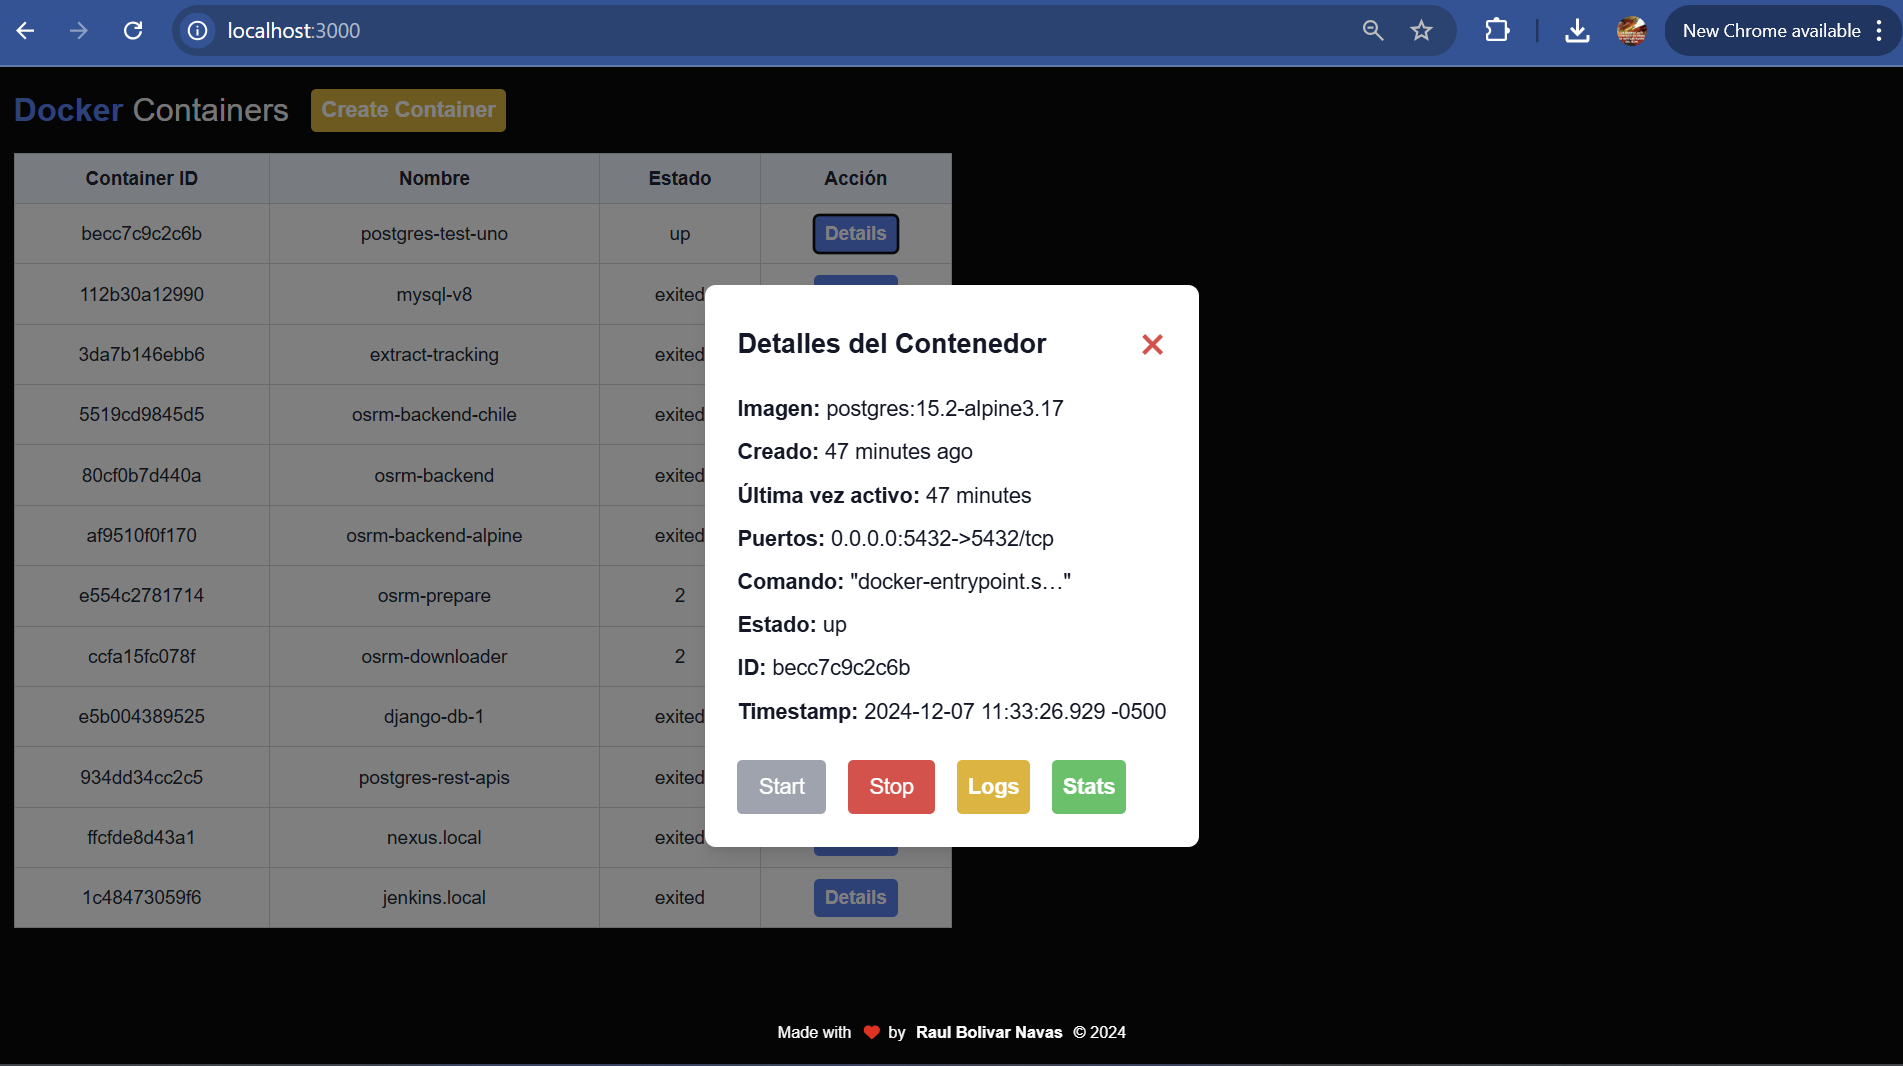 localhost:3000
New Chrome available
Docker Containers Create Container
Container ID Nombre Estado Acción
becc7c9c2c6b postgres-test-uno up Details
112b30a12990 mysql-v8 exited
3da7b146ebb6 extract-tracking exited
5519cd9845d5 osrm-backend-chile exited
80cf0b7d440a osrm-backend exited
af9510f0f170 osrm-backend-alpine exited
e554c2781714 osrm-prepare 2
ccfa15fc078f osrm-downloader 2
e5b004389525 django-db-1 exited
934dd34cc2c5 postgres-rest-apis exited
ffcfde8d43a1 nexus.local exited
1c48473059f6 jenkins.local exited Details
Detalles del Contenedor
Imagen: postgres:15.2-alpine3.17
Creado: 47 minutes ago
Última vez activo: 47 minutes
Puertos: 0.0.0.0:5432->5432/tcp
Comando: "docker-entrypoint.s…"
Estado: up
ID: becc7c9c2c6b
Timestamp: 2024-12-07 11:33:26.929 -0500
Start Stop Logs Stats
Made with ❤ by Raul Bolivar Navas © 2024